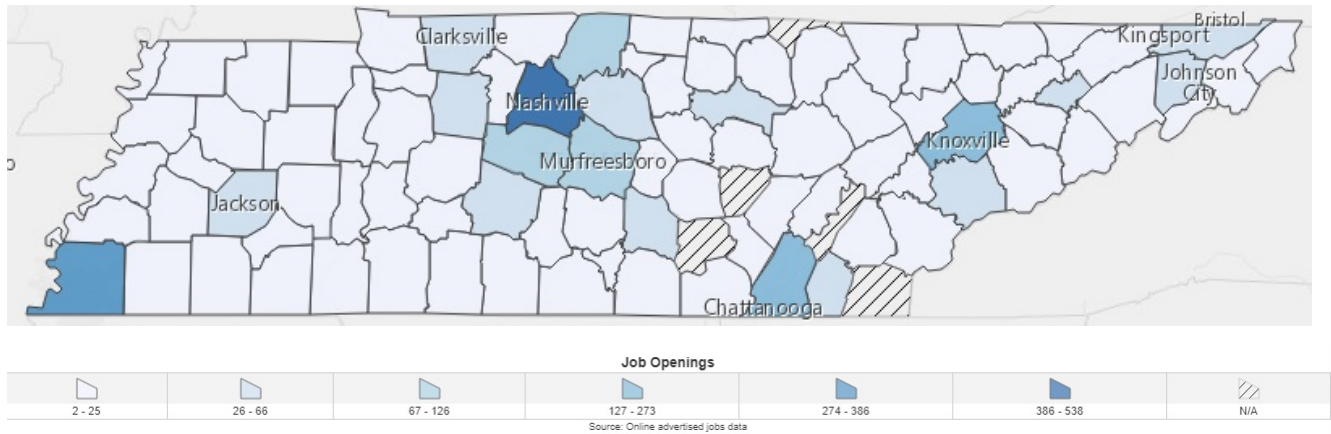 Bristol
Clarksville
Kingsport
Johnson
City
Nashville
Knoxville
Murfreesboro
Jackson
Chattanooga
Job Openings
2 - 25 26 - 66 67 - 126 127 - 273 274 - 386 386 - 538 N/A
Source: Online advertised jobs data